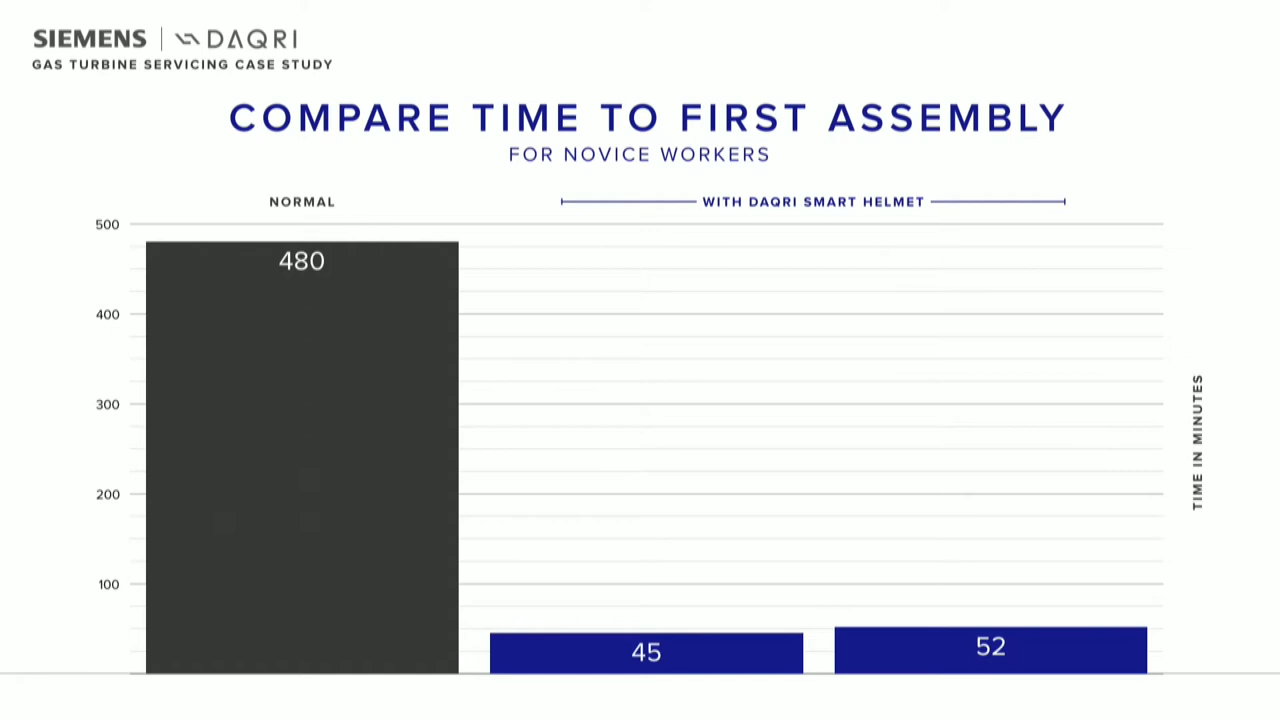 SIEMENS | DAQRI
GAS TURBINE SERVICING CASE STUDY
COMPARE TIME TO FIRST ASSEMBLY
FOR NOVICE WORKERS
NORMAL
WITH DAQRI SMART HELMET
500
480
400
300
200
100
45
52
TIME IN MINUTES